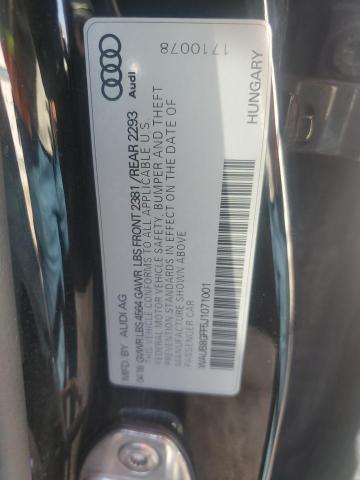 MFD. BY AUDI AG
04.18 GVWR LBS 4564 GAWR LBS FRONT 2381 / REAR 2293
THIS VEHICLE CONFORMS TO ALL APPLICABLE U.S.
FEDERAL MOTOR VEHICLE SAFETY, BUMPER AND THEFT
PREVENTION STANDARDS IN EFFECT ON THE DATE OF
MANUFACTURE SHOWN ABOVE
WAUB8GFF5J1071001
Audi
1710078
HUNGARY